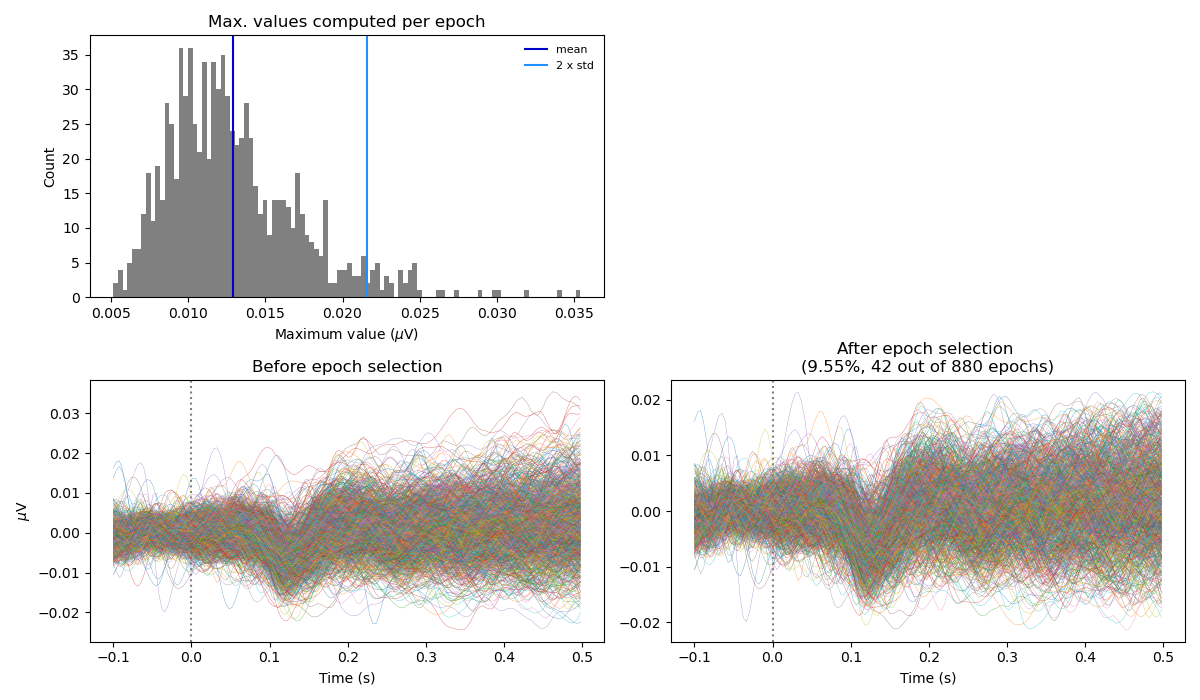 Max. values computed per epoch
mean
2 x std
35
30
25
20
15
10
5
0
Count
0.005 0.010 0.015 0.020 0.025 0.030 0.035
Maximum value (μV)
Before epoch selection
0.03
0.02
0.01
0.00
−0.01
−0.02
μV
−0.1 0.0 0.1 0.2 0.3 0.4 0.5
Time (s)
After epoch selection
(9.55%, 42 out of 880 epochs)
0.02
0.01
0.00
−0.01
−0.02
−0.1 0.0 0.1 0.2 0.3 0.4 0.5
Time (s)